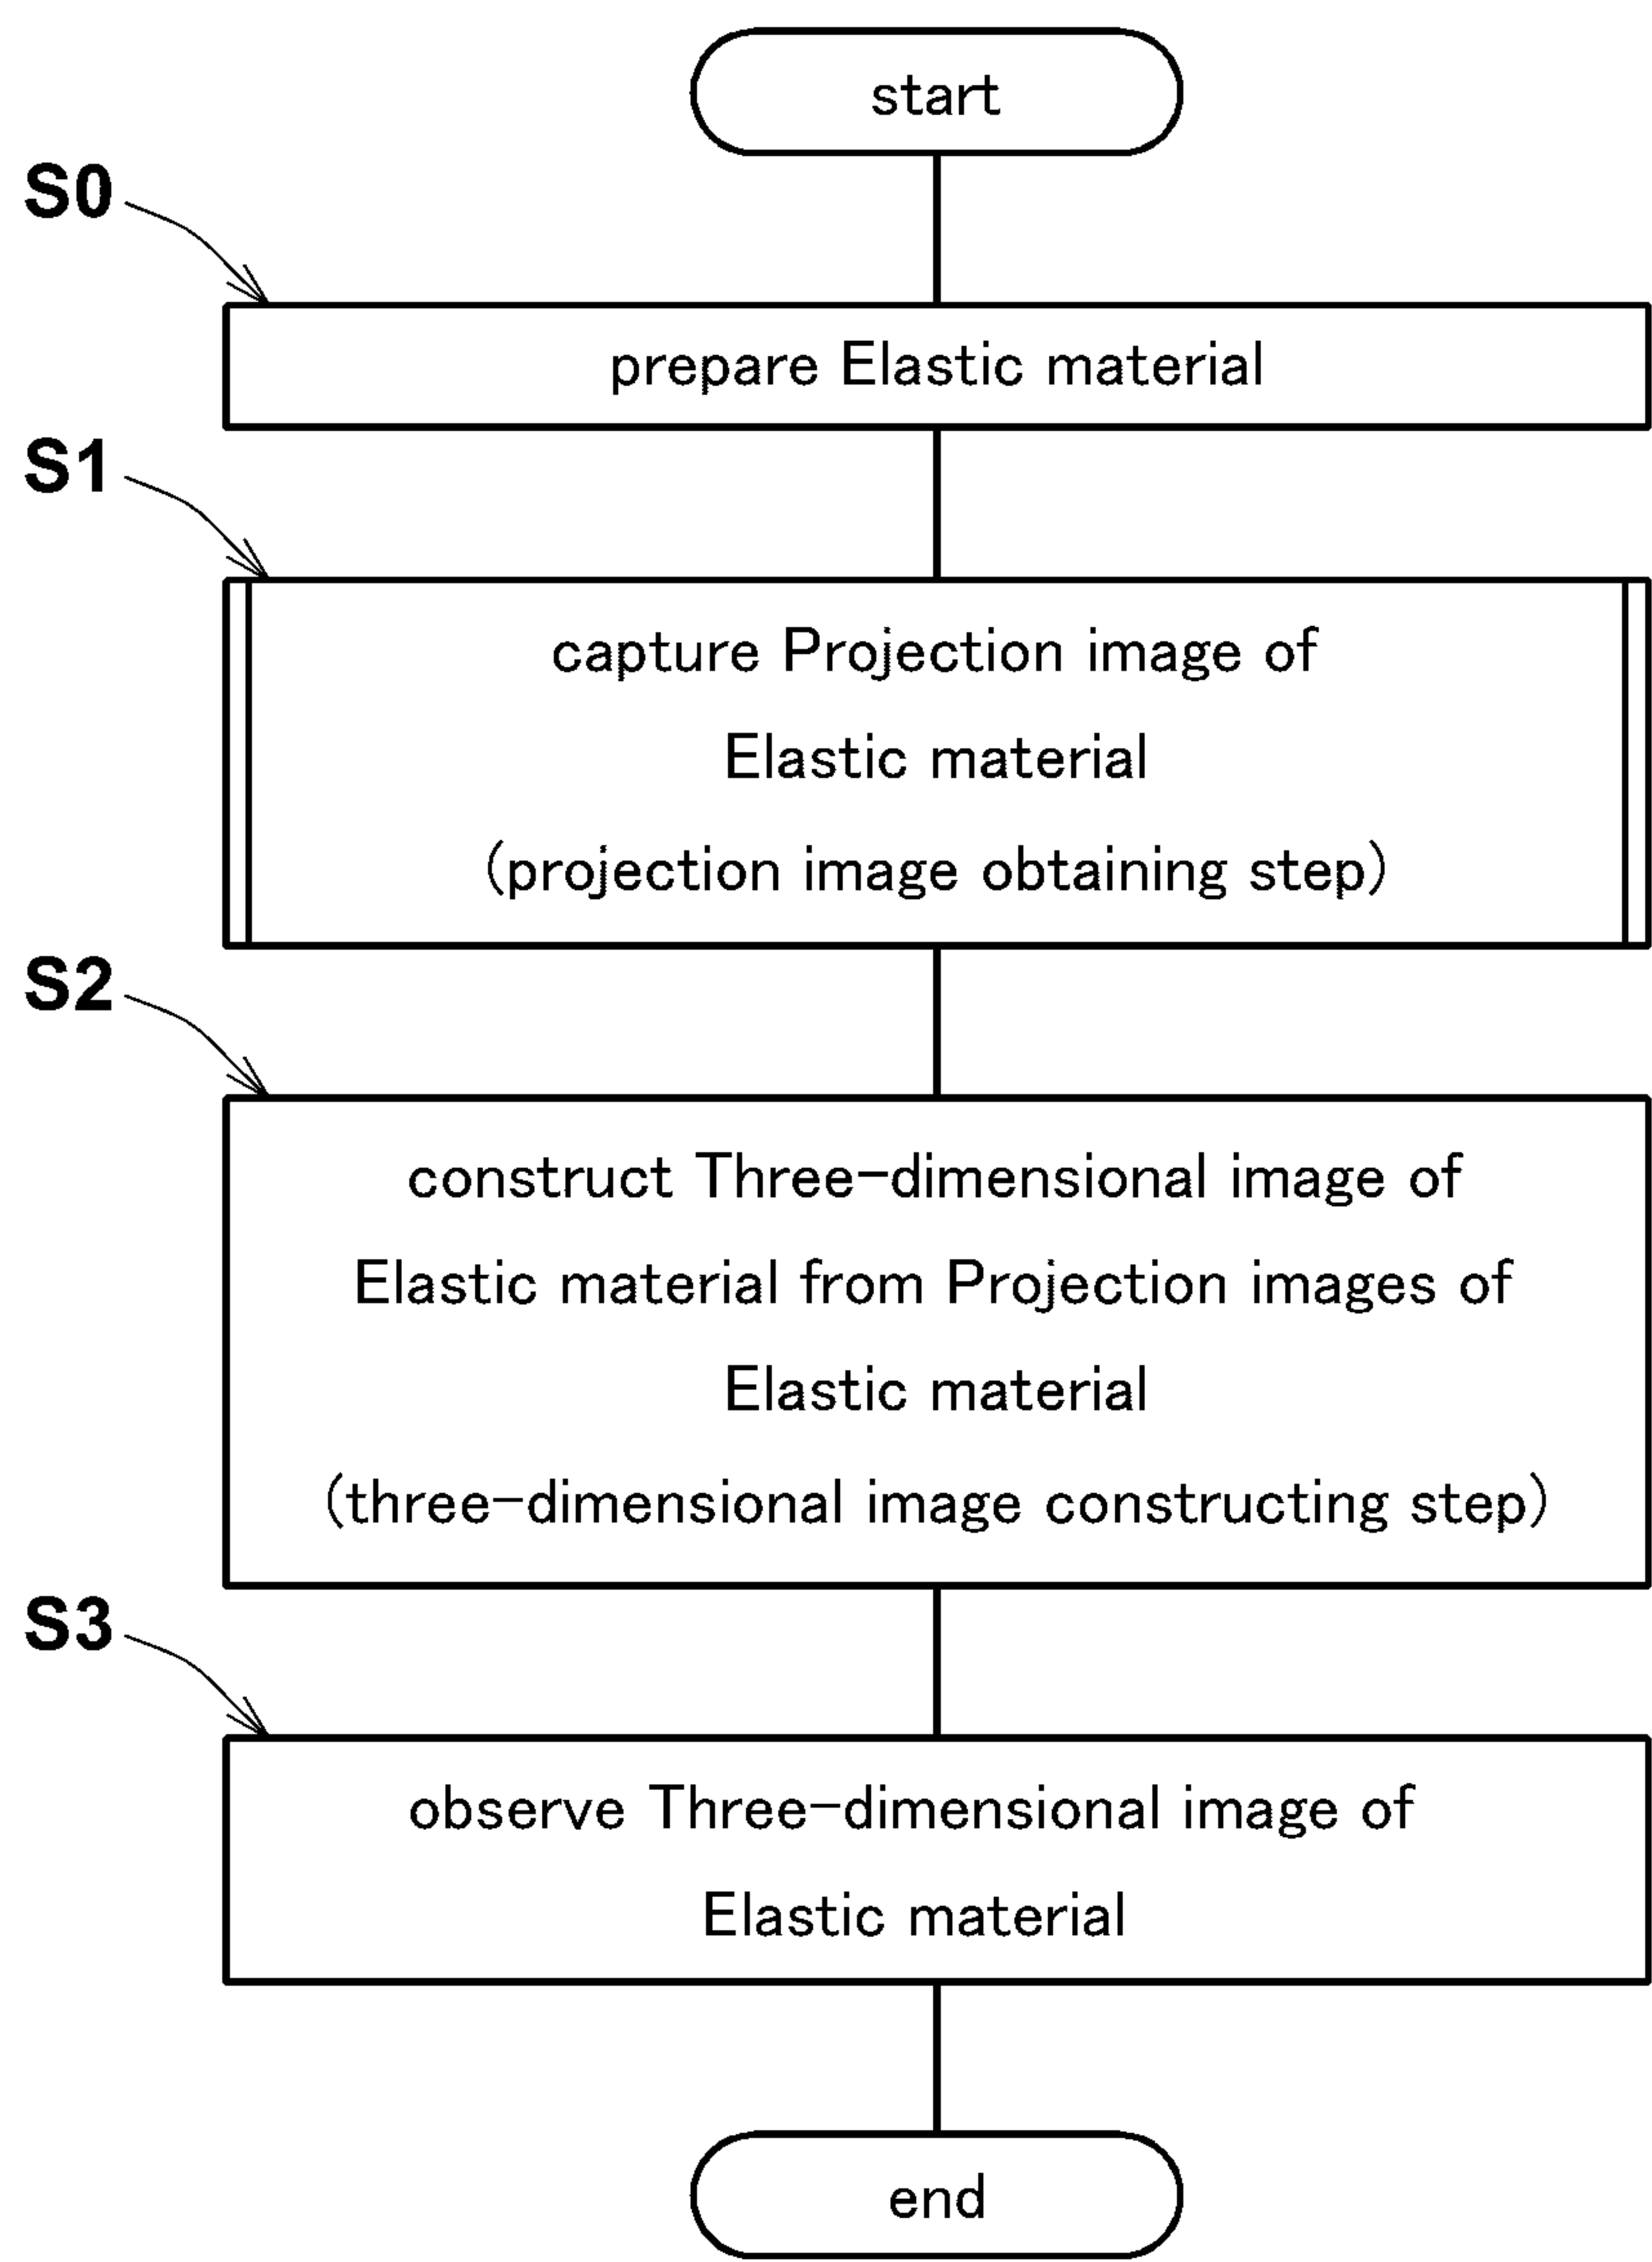 start
S0
prepare Elastic material
S1
capture Projection image of
Elastic material
(projection image obtaining step)
S2
construct Three-dimensional image of
Elastic material from Projection images of
Elastic material
(three-dimensional image constructing step)
S3
observe Three-dimensional image of
Elastic material
end